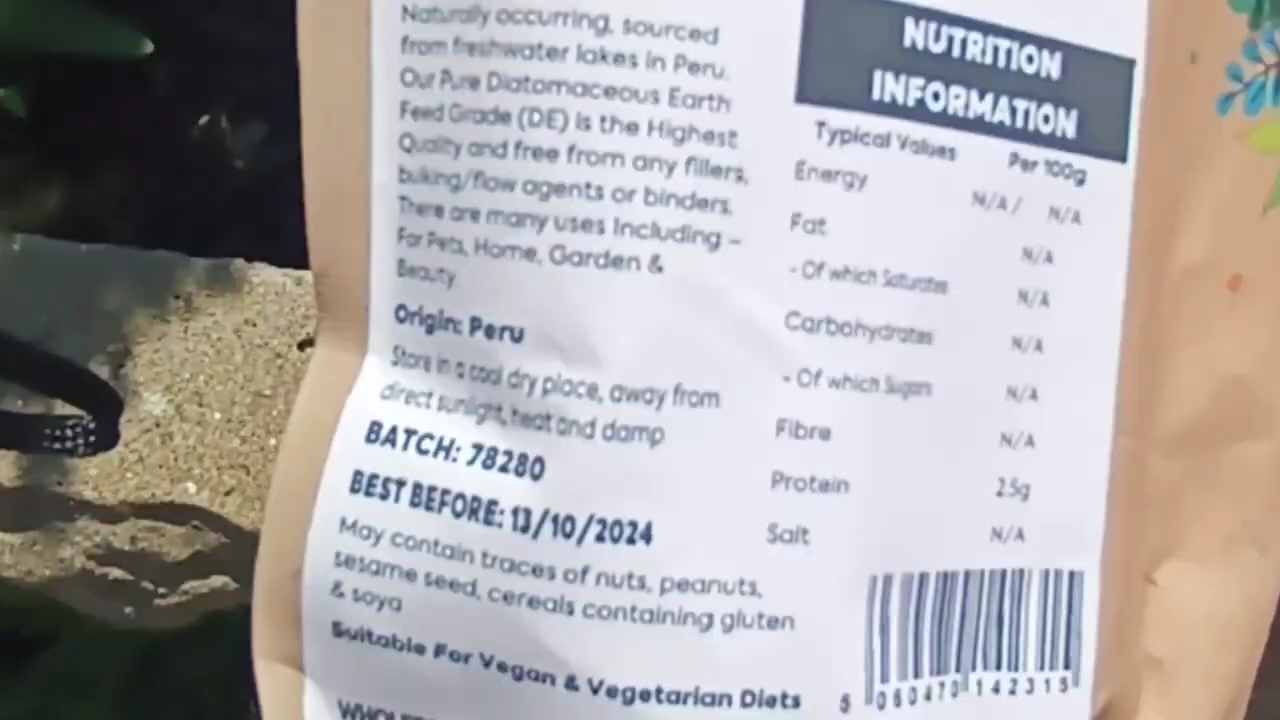 Naturally occurring, sourced
from freshwater lakes in Peru.
Our Pure Diatomaceous Earth
Feed Grade (DE) is the Highest
Quality and free from any fillers,
bulking/flow agents or binders.
There are many uses Including –
For Pets, Home, Garden &
Beauty
Origin: Peru
Store in a cool dry place, away from
direct sunlight, heat and damp
BATCH: 78280
BEST BEFORE: 13/10/2024
May contain traces of nuts, peanuts,
sesame seed, cereals containing gluten
& soya
Suitable For Vegan & Vegetarian Diets
NUTRITION
INFORMATION
Typical Values Per 100g
Energy N/A / N/A
Fat N/A
- Of which Saturates N/A
Carbohydrates N/A
- Of which Sugars N/A
Fibre N/A
Protein 2.5g
Salt N/A
5 060470 142315